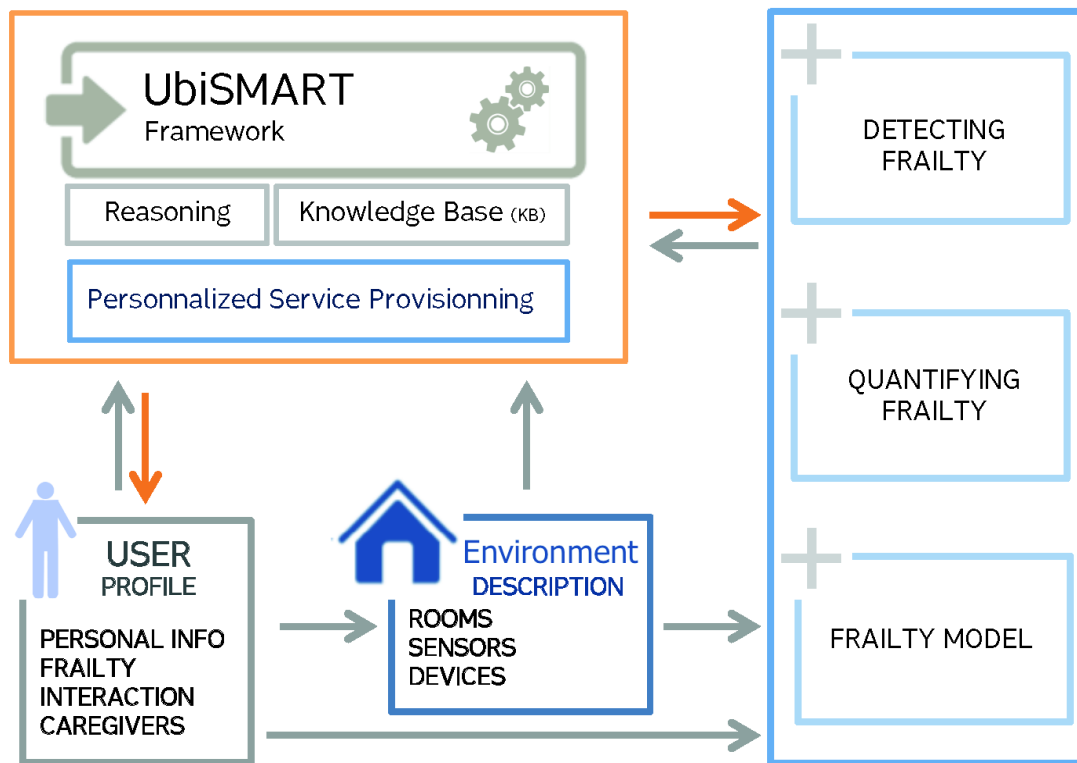 UbiSMART
Framework
Reasoning
Knowledge Base (KB)
Personnalized Service Provisionning
DETECTING
FRAILTY
QUANTIFYING
FRAILTY
FRAILTY MODEL
USER
PROFILE
PERSONAL INFO
FRAILTY
INTERACTION
CAREGIVERS
Environment
DESCRIPTION
ROOMS
SENSORS
DEVICES